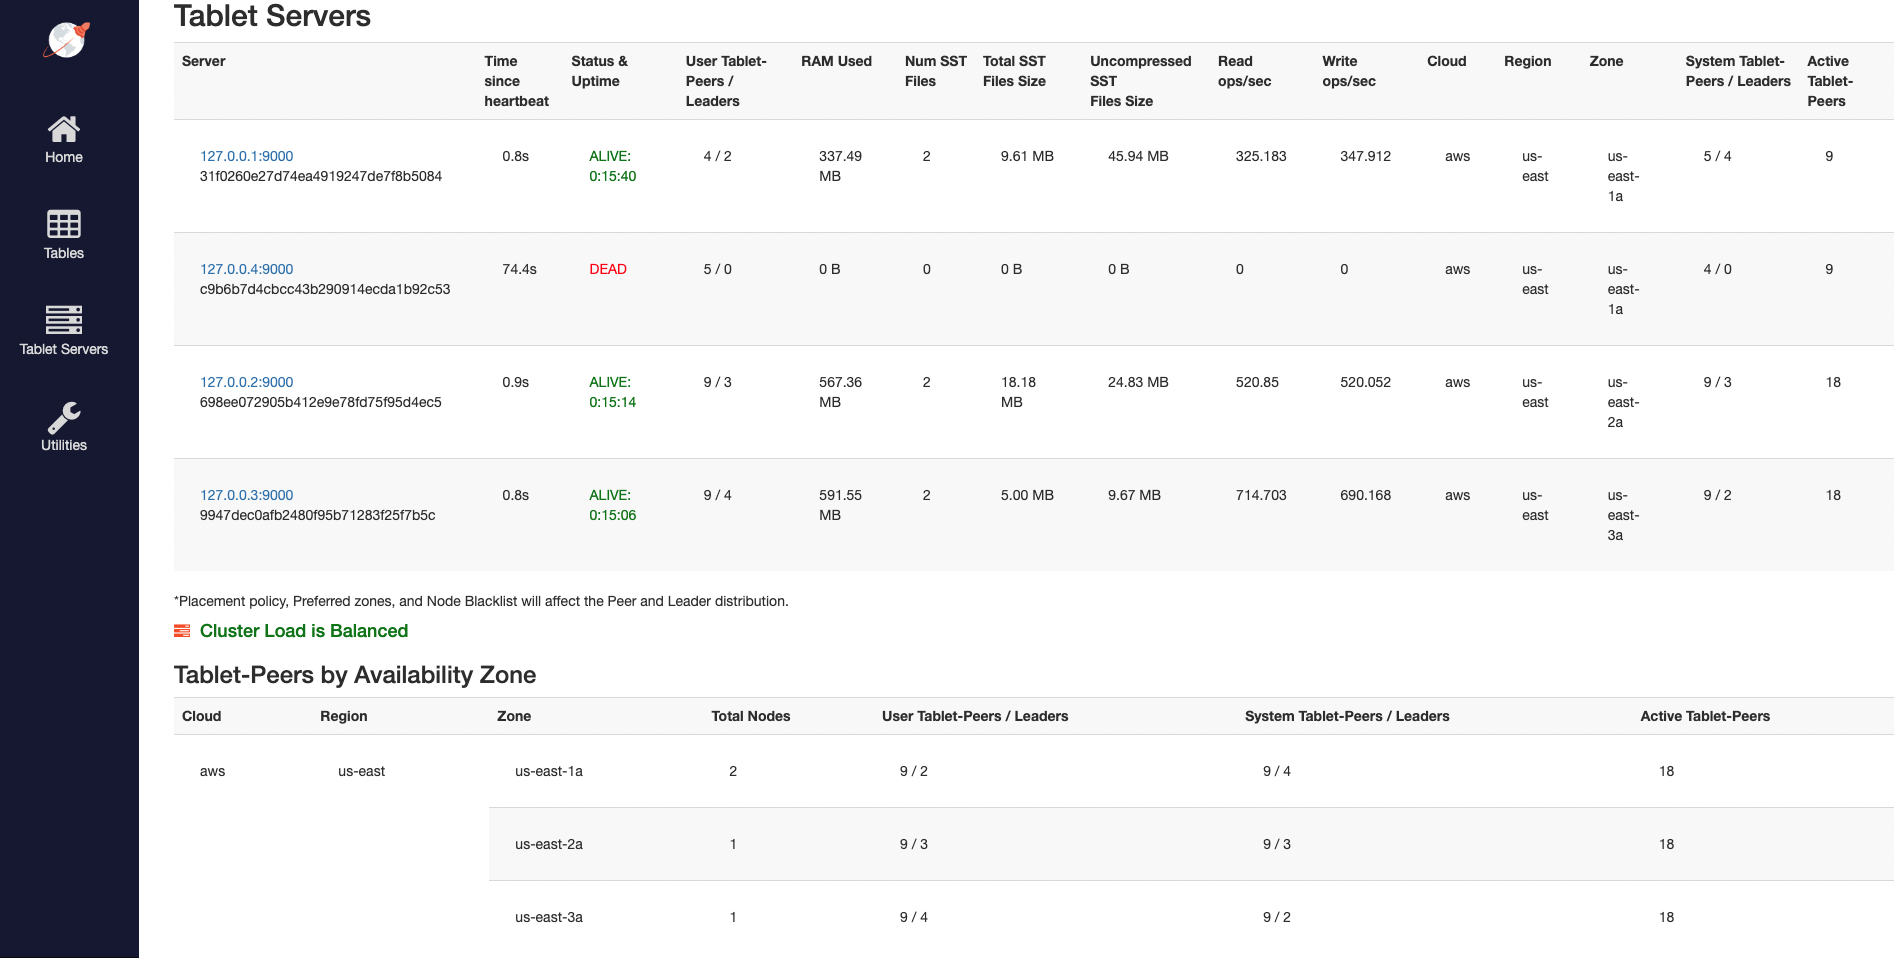 Home
Tables
Tablet Servers
Utilities
Tablet Servers
Server Time since heartbeat Status & Uptime User Tablet-Peers / Leaders RAM Used Num SST Files Total SST Files Size Uncompressed SST Files Size Read ops/sec Write ops/sec Cloud Region Zone System Tablet-Peers / Leaders Active Tablet-Peers
127.0.0.1:9000 0.8s ALIVE: 4 / 2 337.49 2 9.61 MB 45.94 MB 325.183 347.912 aws us- us- 5 / 4 9
31f0260e27d74ea4919247de7f8b5084 0:15:40 MB east east-
1a
127.0.0.4:9000 74.4s DEAD 5 / 0 0 B 0 0 B 0 B 0 0 aws us- us- 4 / 0 9
c9b6b7d4cbcc43b290914ecda1b92c53 east east-
1a
127.0.0.2:9000 0.9s ALIVE: 9 / 3 567.36 2 18.18 24.83 MB 520.85 520.052 aws us- us- 9 / 3 18
698ee072905b412e9e78fd75f95d4ec5 0:15:14 MB MB east east-
2a
127.0.0.3:9000 0.8s ALIVE: 9 / 4 591.55 2 5.00 MB 9.67 MB 714.703 690.168 aws us- us- 9 / 2 18
9947dec0afb2480f95b71283f25f7b5c 0:15:06 MB east east-
3a
*Placement policy, Preferred zones, and Node Blacklist will affect the Peer and Leader distribution.
Cluster Load is Balanced
Tablet-Peers by Availability Zone
Cloud Region Zone Total Nodes User Tablet-Peers / Leaders System Tablet-Peers / Leaders Active Tablet-Peers
aws us-east us-east-1a 2 9 / 2 9 / 4 18
us-east-2a 1 9 / 3 9 / 3 18
us-east-3a 1 9 / 4 9 / 2 18